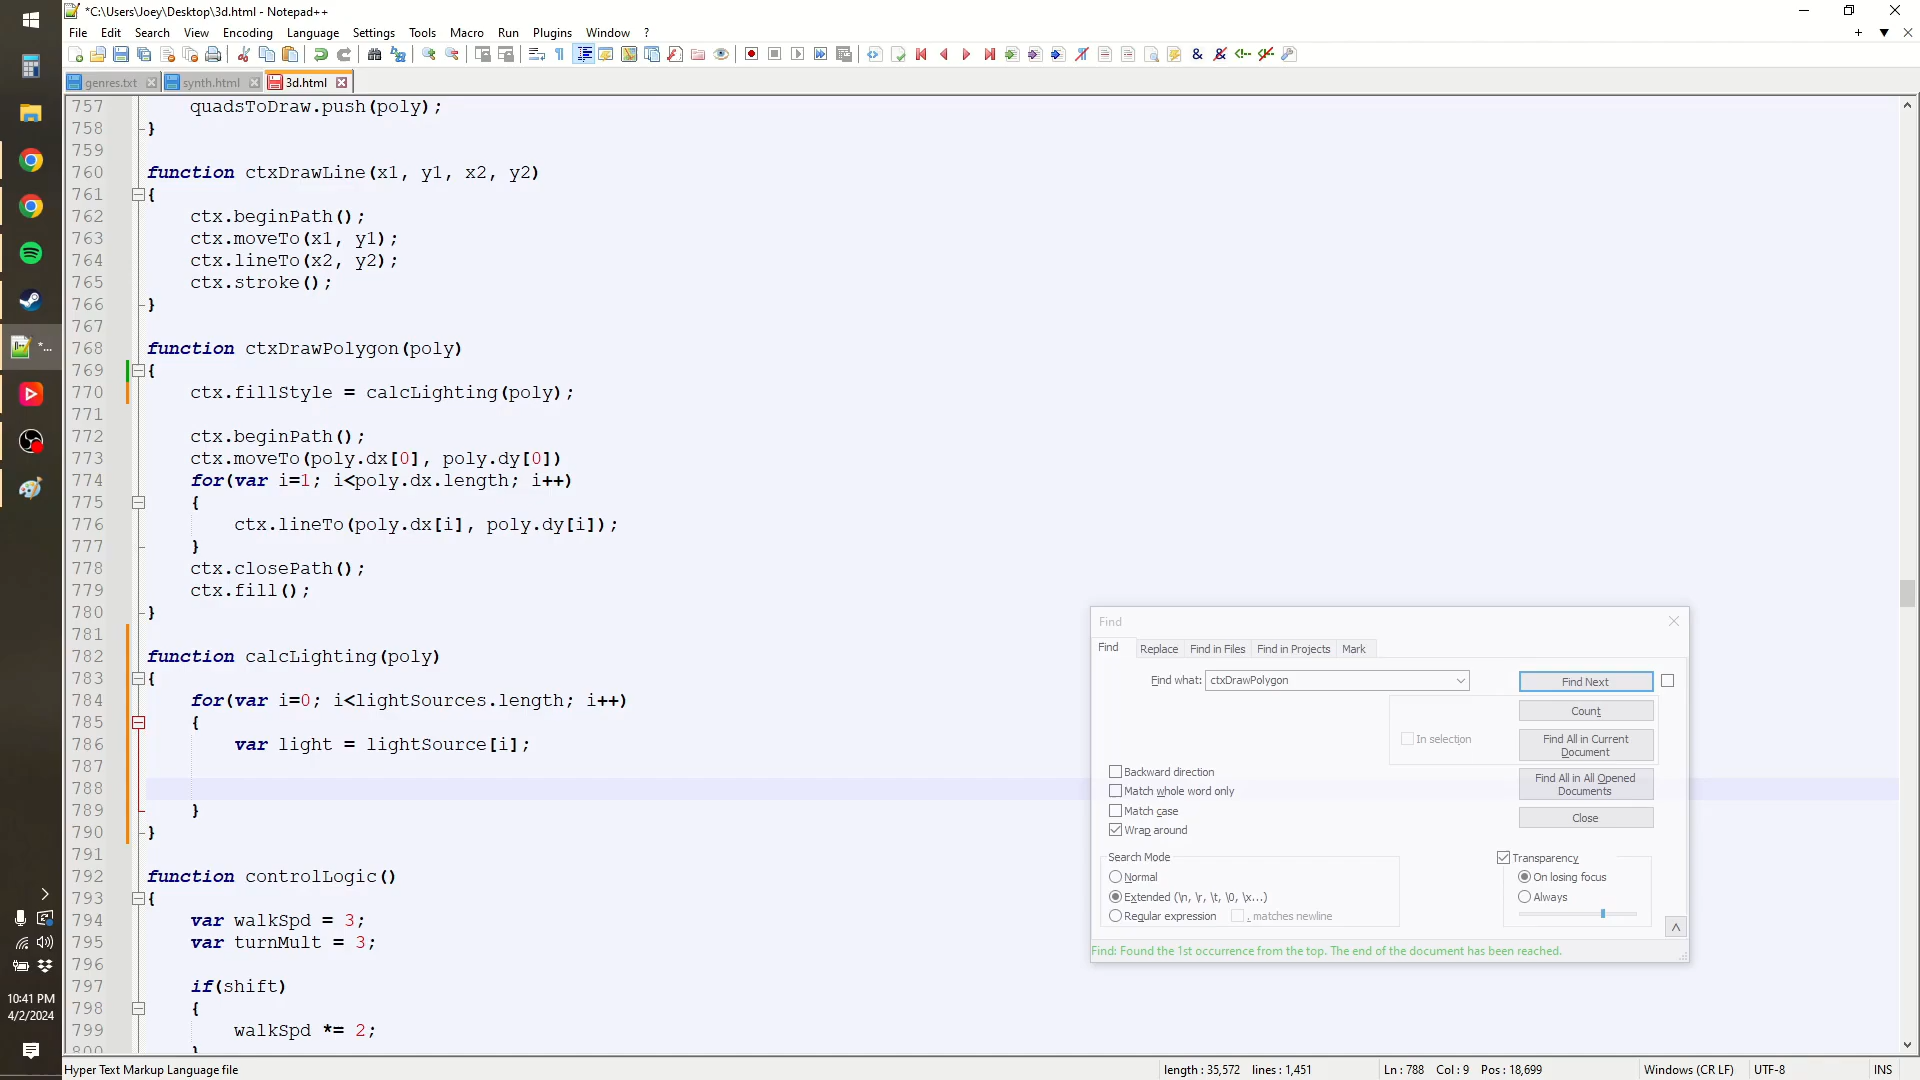 *C:\Users\Joey\Desktop\3d.html - Notepad++
File Edit Search View Encoding Language Settings Tools Macro Run Plugins Window ?
genres.txt synth.html 3d.html
757 quadsToDraw.push(poly);
758 }
759
760 function ctxDrawLine(x1, y1, x2, y2)
761 {
762 ctx.beginPath();
763 ctx.moveTo(x1, y1);
764 ctx.lineTo(x2, y2);
765 ctx.stroke();
766 }
767
768 function ctxDrawPolygon(poly)
769 {
770 ctx.fillStyle = calcLighting(poly);
771
772 ctx.beginPath();
773 ctx.moveTo(poly.dx[0], poly.dy[0])
774 for(var i=1; i<poly.dx.length; i++)
775 {
776 ctx.lineTo(poly.dx[i], poly.dy[i]);
777 }
778 ctx.closePath();
779 ctx.fill();
780 }
781
782 function calcLighting(poly)
783 {
784 for(var i=0; i<lightSources.length; i++)
785 {
786 var light = lightSource[i];
787
788
789 }
790 }
791
792 function controlLogic()
793 {
794 var walkSpd = 3;
795 var turnMult = 3;
796
797 if(shift)
798 {
799 walkSpd *= 2;
800 }
Find
Find Replace Find in Files Find in Projects Mark
Find what: ctxDrawPolygon
Find Next
Count
In selection
Find All in Current Document
Find All in All Opened Documents
Close
Backward direction
Match whole word only
Match case
Wrap around
Search Mode
Normal
Extended (\n, \r, \t, \0, \x...)
Regular expression . matches newline
Transparency
On losing focus
Always
Find: Found the 1st occurrence from the top. The end of the document has been reached.
10:41 PM
4/2/2024
Hyper Text Markup Language file length : 35,572 lines : 1,451 Ln : 788 Col : 9 Pos : 18,699 Windows (CR LF) UTF-8 INS